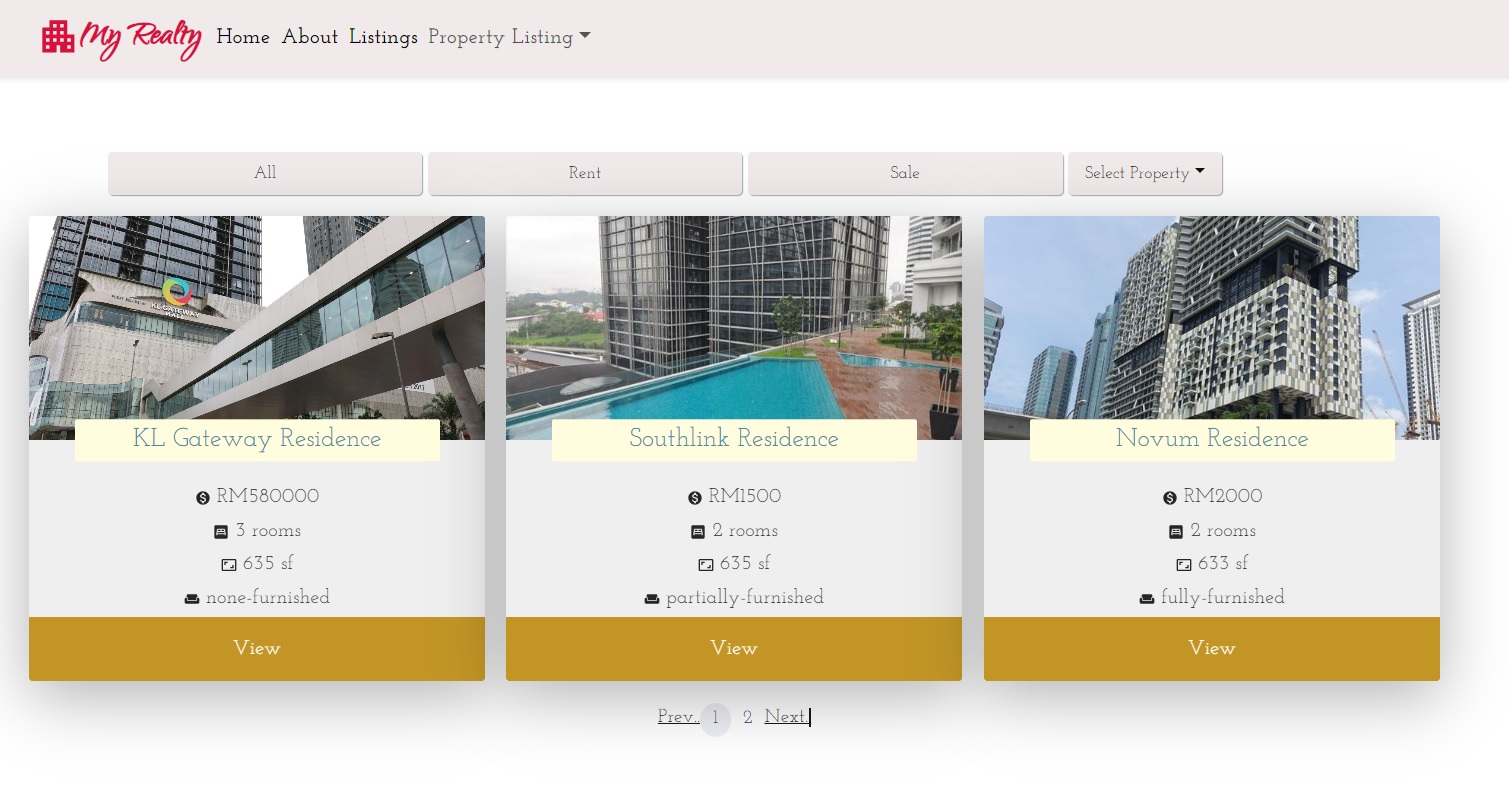 My Realty Home About Listings Property Listing
All Rent Sale Select Property
KL GATEWAY
MALL
KL Gateway Residence
RM580000
3 rooms
635 sf
none-furnished
View
Southlink Residence
RM1500
2 rooms
635 sf
partially-furnished
View
Novum Residence
RM2000
2 rooms
633 sf
fully-furnished
View
Prev.. 1 2 Next.